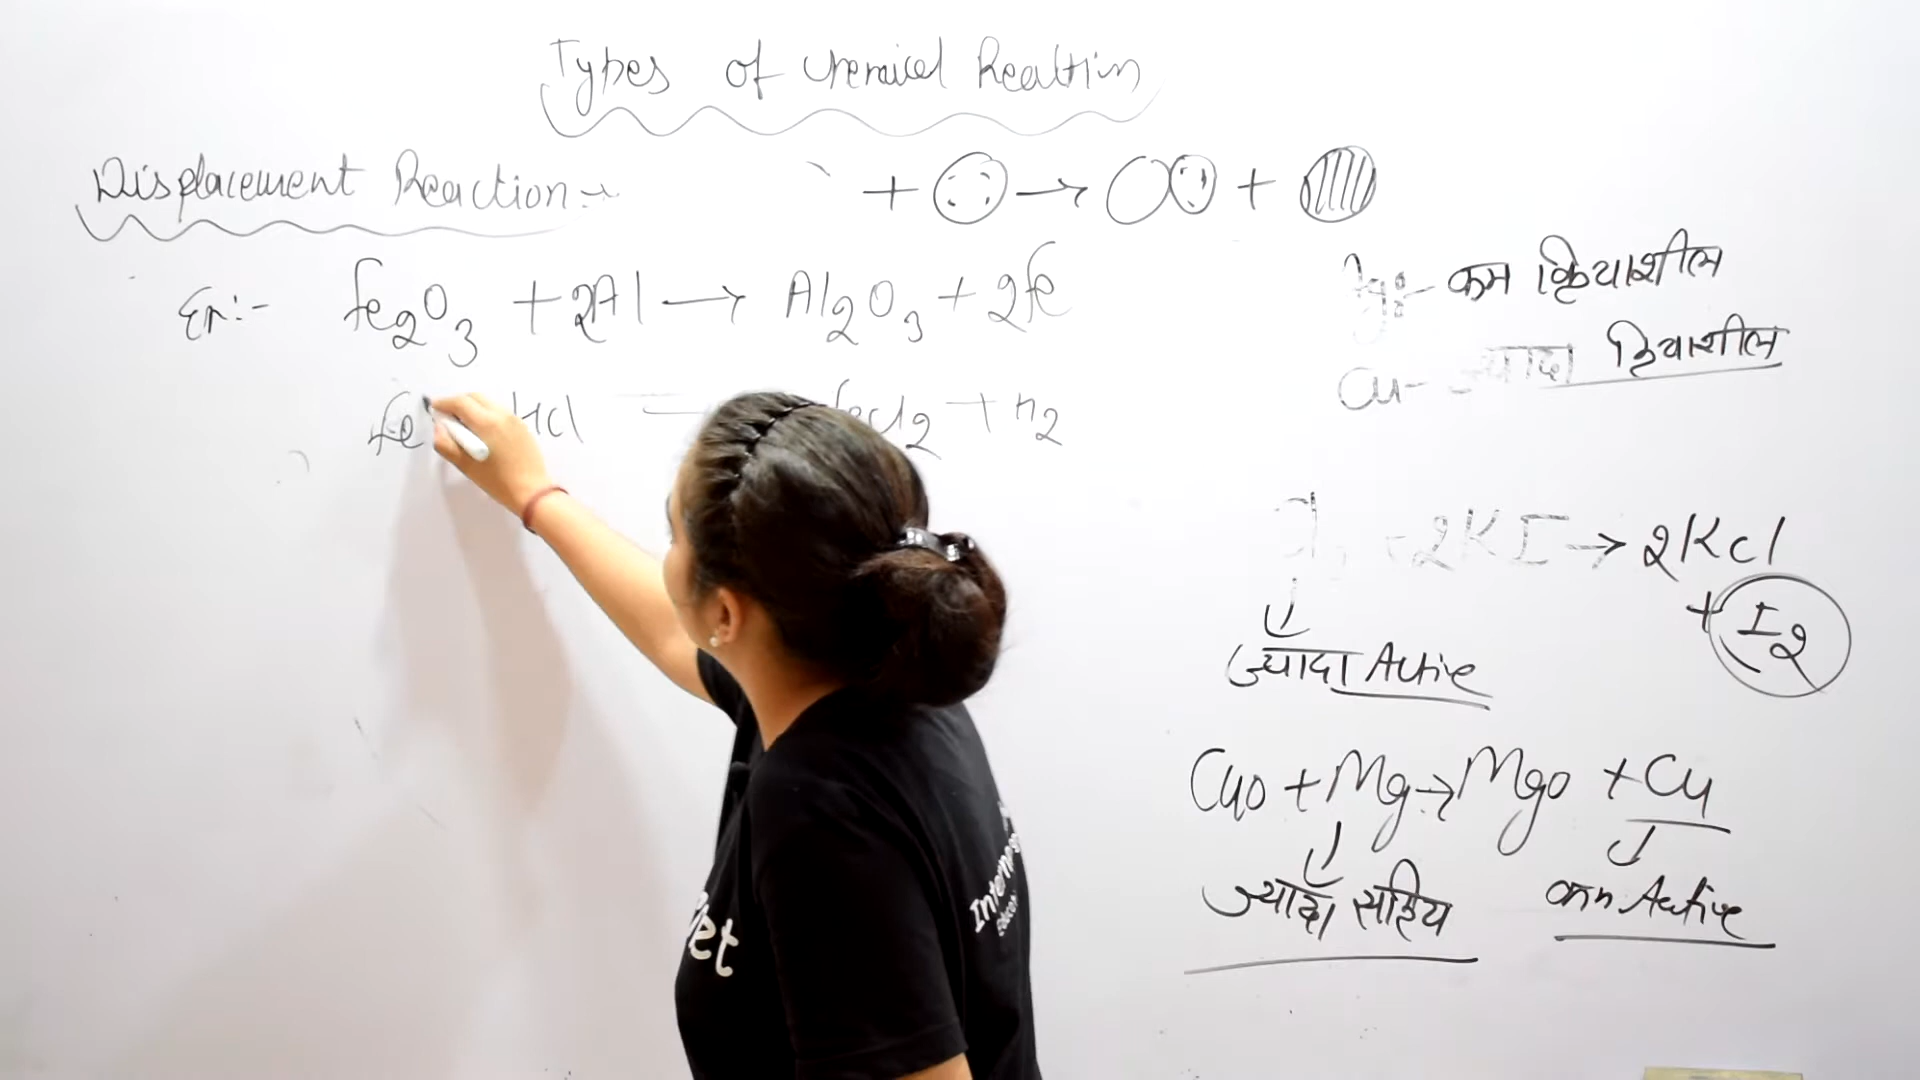 Types of Chemical Reaction
Displacement Reaction :-
+ → +
Ex:- Fe2O3 + 2Al → Al2O3 + 2Fe
Fe HCl FeCl2 + H2
:- कम क्रियाशील
Cu- ज्यादा क्रियाशील
2KI → 2KCl
+ I2
ज्यादा Active
CuO + Mg → MgO + Cu
ज्यादा सक्रिय कम Active